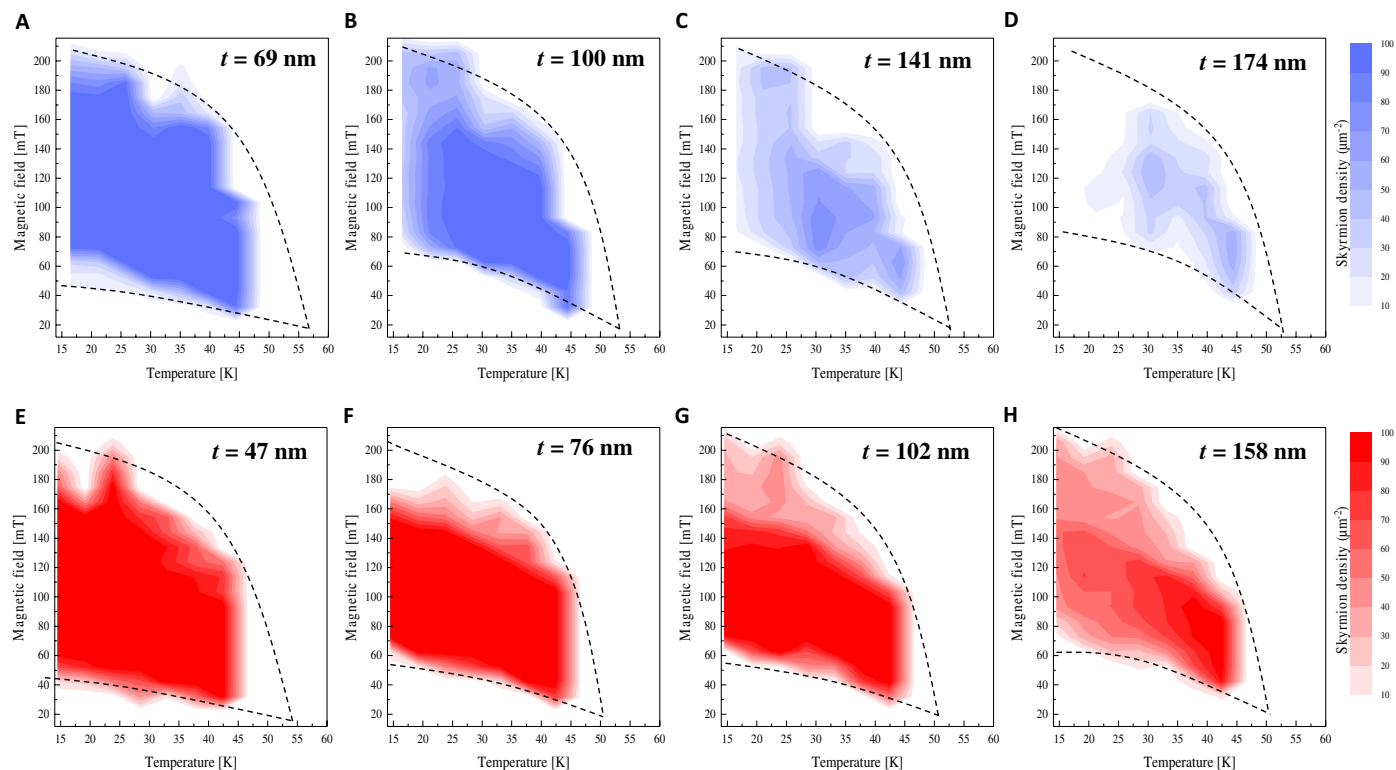 A
B
C
D
t = 69 nm
t = 100 nm
t = 141 nm
t = 174 nm
Magnetic field [mT]
200
180
160
140
120
100
80
60
40
20
15 20 25 30 35 40 45 50 55 60
Temperature [K]
Magnetic field [mT]
200
180
160
140
120
100
80
60
40
20
15 20 25 30 35 40 45 50 55 60
Temperature [K]
Magnetic field [mT]
200
180
160
140
120
100
80
60
40
20
15 20 25 30 35 40 45 50 55 60
Temperature [K]
Magnetic field [mT]
200
180
160
140
120
100
80
60
40
20
15 20 25 30 35 40 45 50 55 60
Temperature [K]
Skyrmion density (µm⁻²)
100
90
80
70
60
50
40
30
20
10
E
F
G
H
t = 47 nm
t = 76 nm
t = 102 nm
t = 158 nm
Magnetic field [mT]
200
180
160
140
120
100
80
60
40
20
15 20 25 30 35 40 45 50 55 60
Temperature [K]
Magnetic field [mT]
200
180
160
140
120
100
80
60
40
20
15 20 25 30 35 40 45 50 55 60
Temperature [K]
Magnetic field [mT]
200
180
160
140
120
100
80
60
40
20
15 20 25 30 35 40 45 50 55 60
Temperature [K]
Magnetic field [mT]
200
180
160
140
120
100
80
60
40
20
15 20 25 30 35 40 45 50 55 60
Temperature [K]
Skyrmion density (µm⁻²)
100
90
80
70
60
50
40
30
20
10